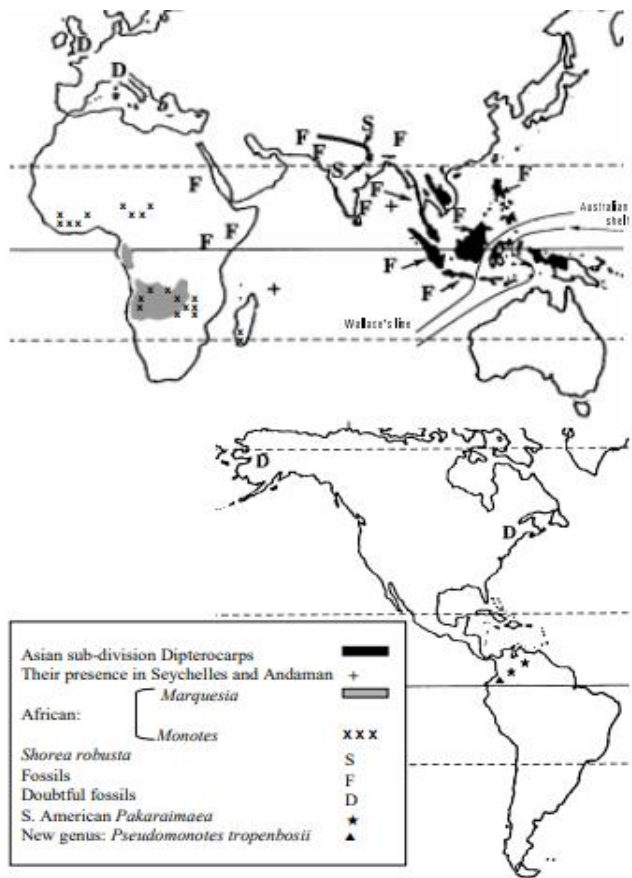 D
D
S
F
F
F
S
F
F
F
F
F
F
+
F
F
F
+
Australian
shelf
Wallace's line
x x x x x x x
D
D
Asian sub-division Dipterocarps
Their presence in Seychelles and Andaman +
Marquesia
African:
Monotes x x x
Shorea robusta S
Fossils F
Doubtful fossils D
S. American Pakaraimaea ★
New genus: Pseudomonotes tropenbosii ▲